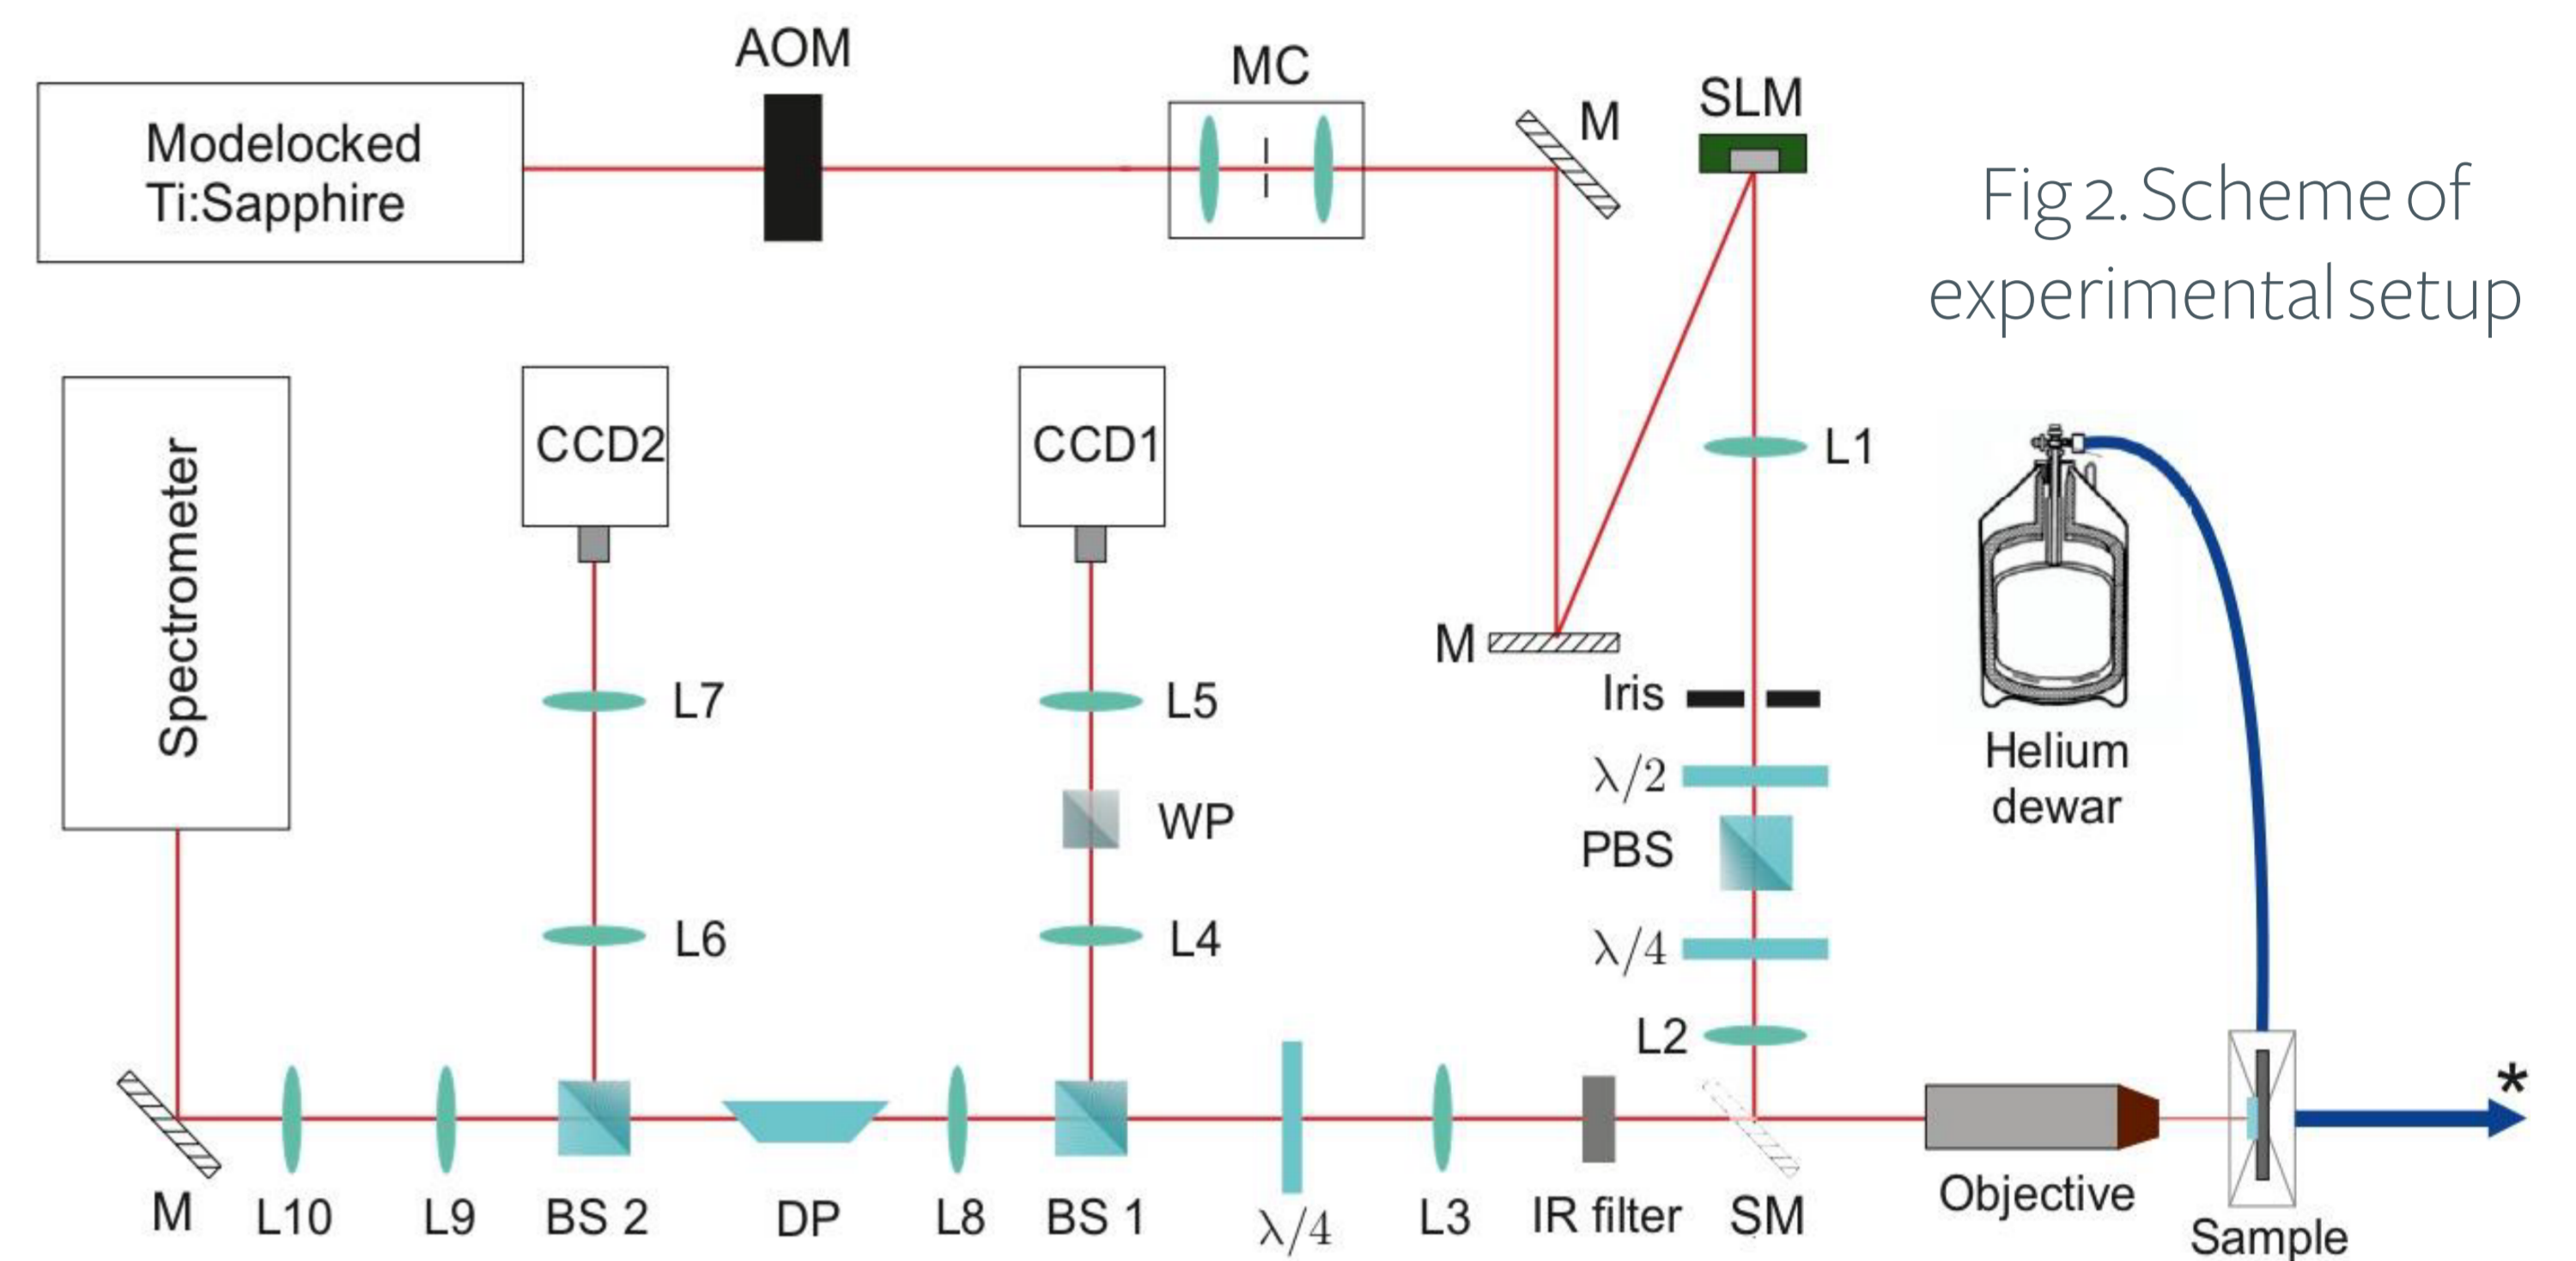 AOM
MC
M
SLM
Modelocked
Ti:Sapphire
Fig 2. Scheme of
experimental setup
Spectrometer
CCD2
CCD1
L1
M
Iris
λ/2
PBS
λ/4
L2
Helium
dewar
L7
L5
WP
L6
L4
*
M
L10
L9
BS 2
DP
L8
BS 1
λ/4
L3
IR filter
SM
Objective
Sample